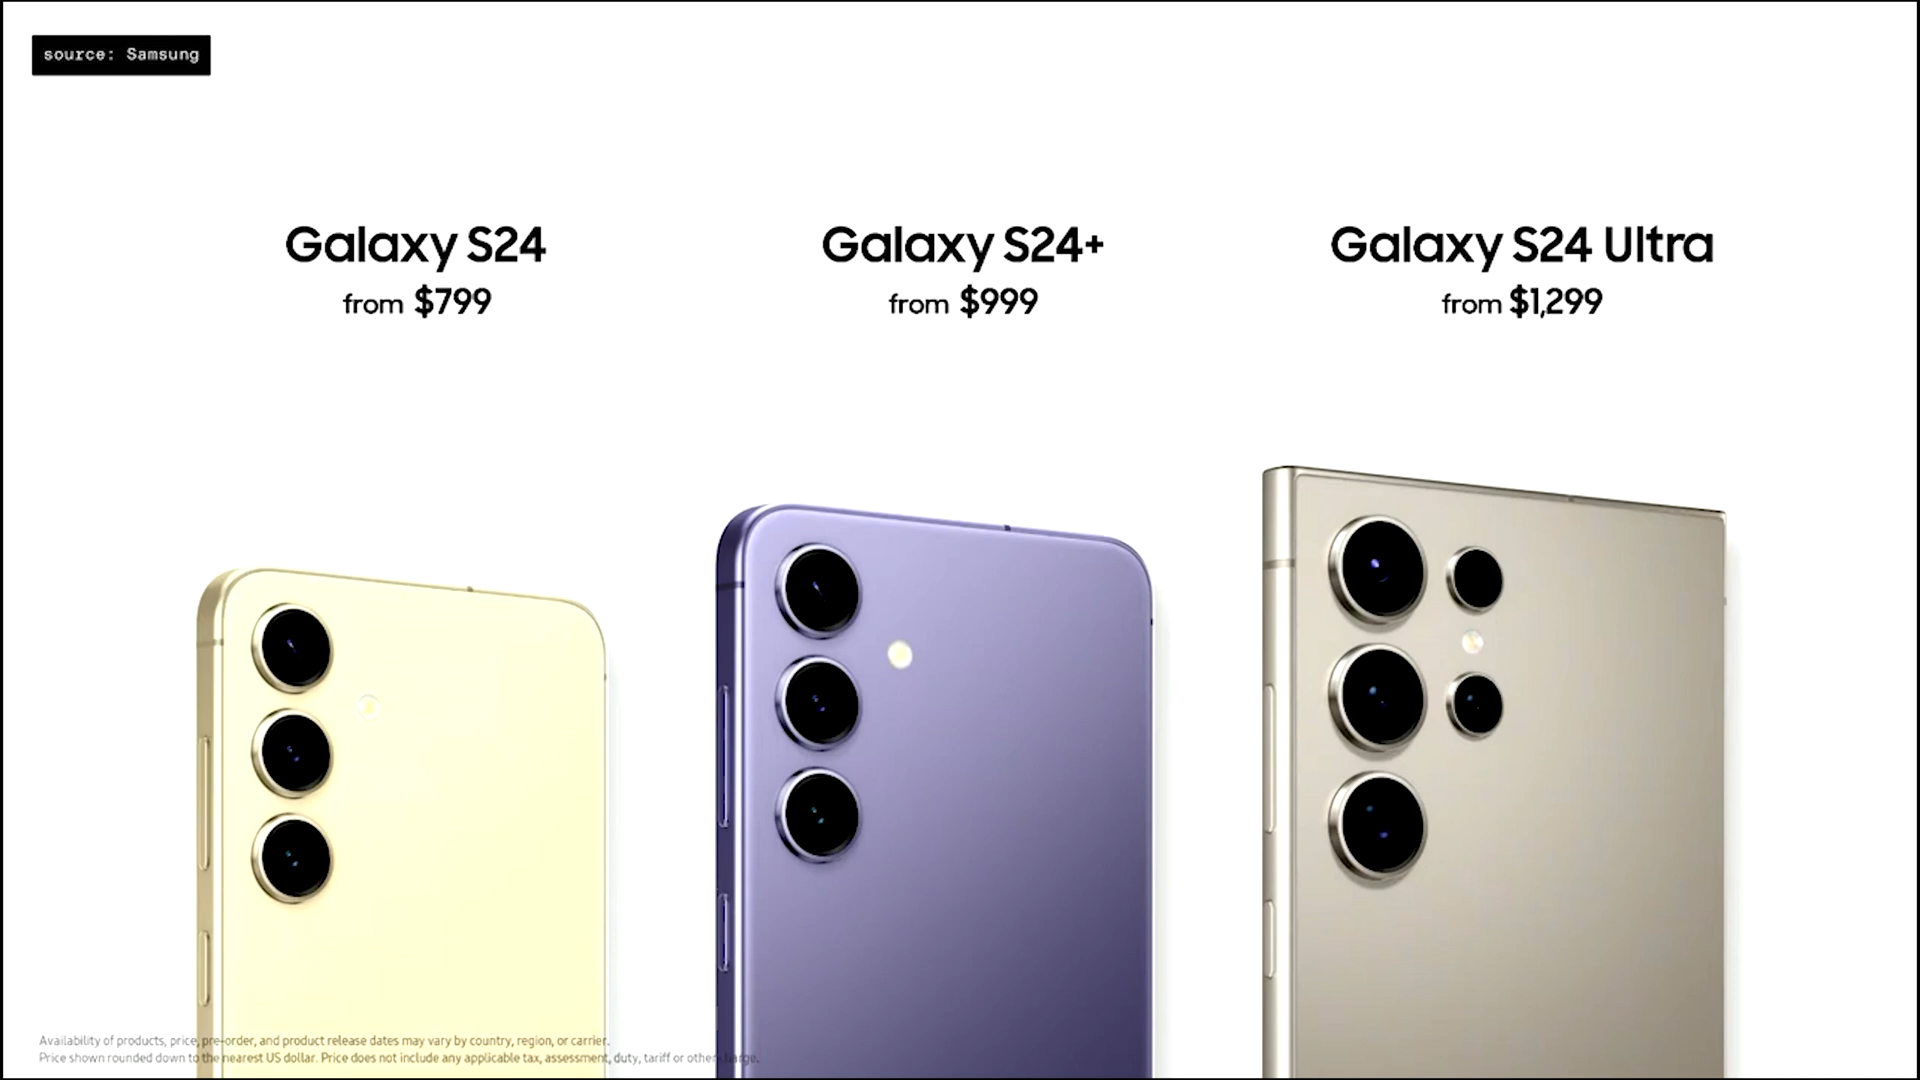 source: Samsung
Galaxy S24
from $799
Galaxy S24+
from $999
Galaxy S24 Ultra
from $1,299
Availability of products, price, pre-order, and product release dates may vary by country, region, or carrier.
Price shown rounded down to the nearest US dollar. Price does not include any applicable tax, assessment, duty, tariff or other charge.